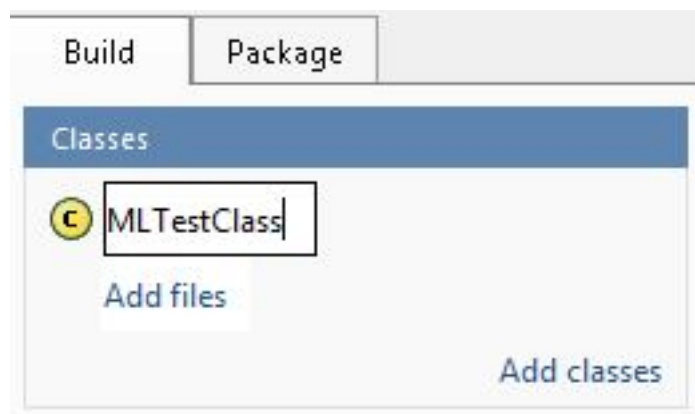 Build Package
Classes
C MLTestClass
Add files
Add classes